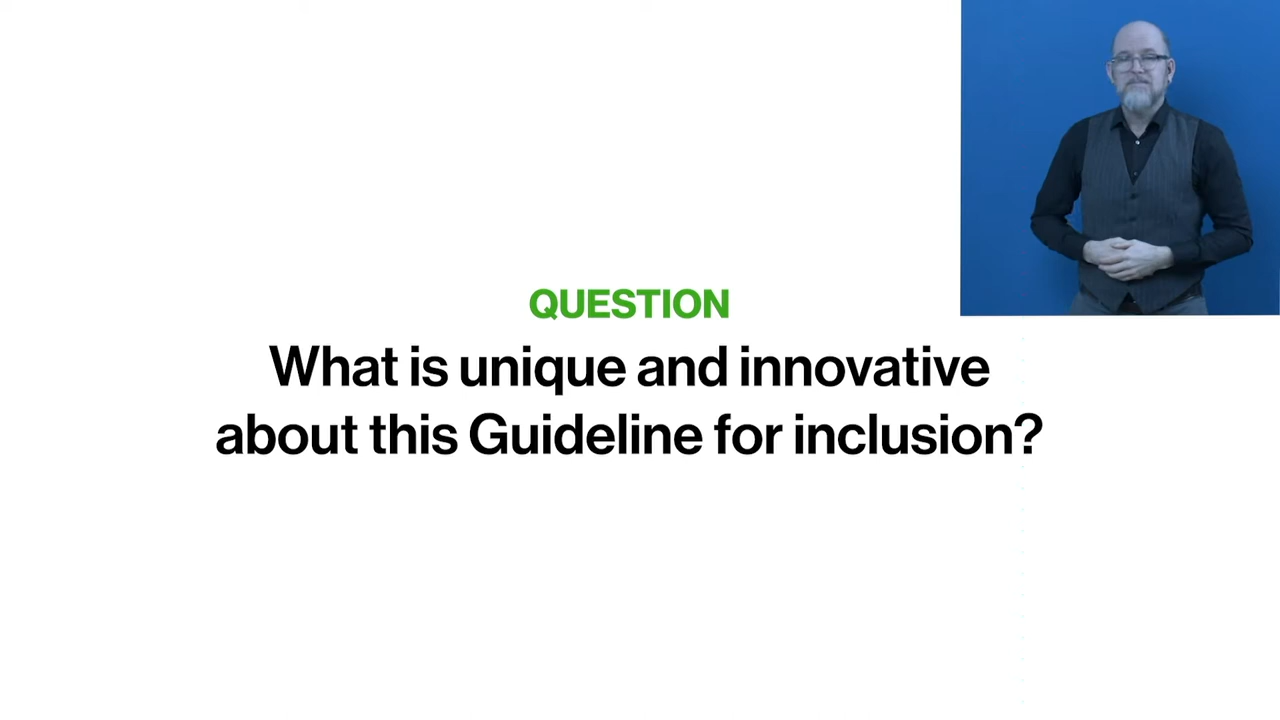 QUESTION
What is unique and innovative
about this Guideline for inclusion?